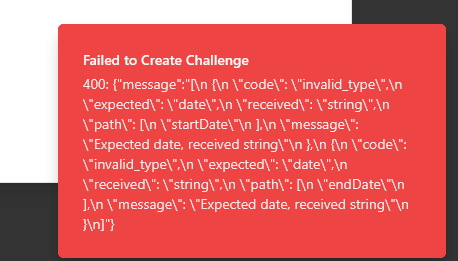 Failed to Create Challenge
400: {"message":"[\n {\n \"code\": \"invalid_type\",\n
\"expected\": \"date\",\n \"received\": \"string\",\n
\"path\": [\n \"startDate\"\n ],\n \"message\":
\"Expected date, received string\"\n },\n {\n \"code\":
\"invalid_type\",\n \"expected\": \"date\",\n
\"received\": \"string\",\n \"path\": [\n \"endDate\"\n
],\n \"message\": \"Expected date, received string\"\n
}\n]"}